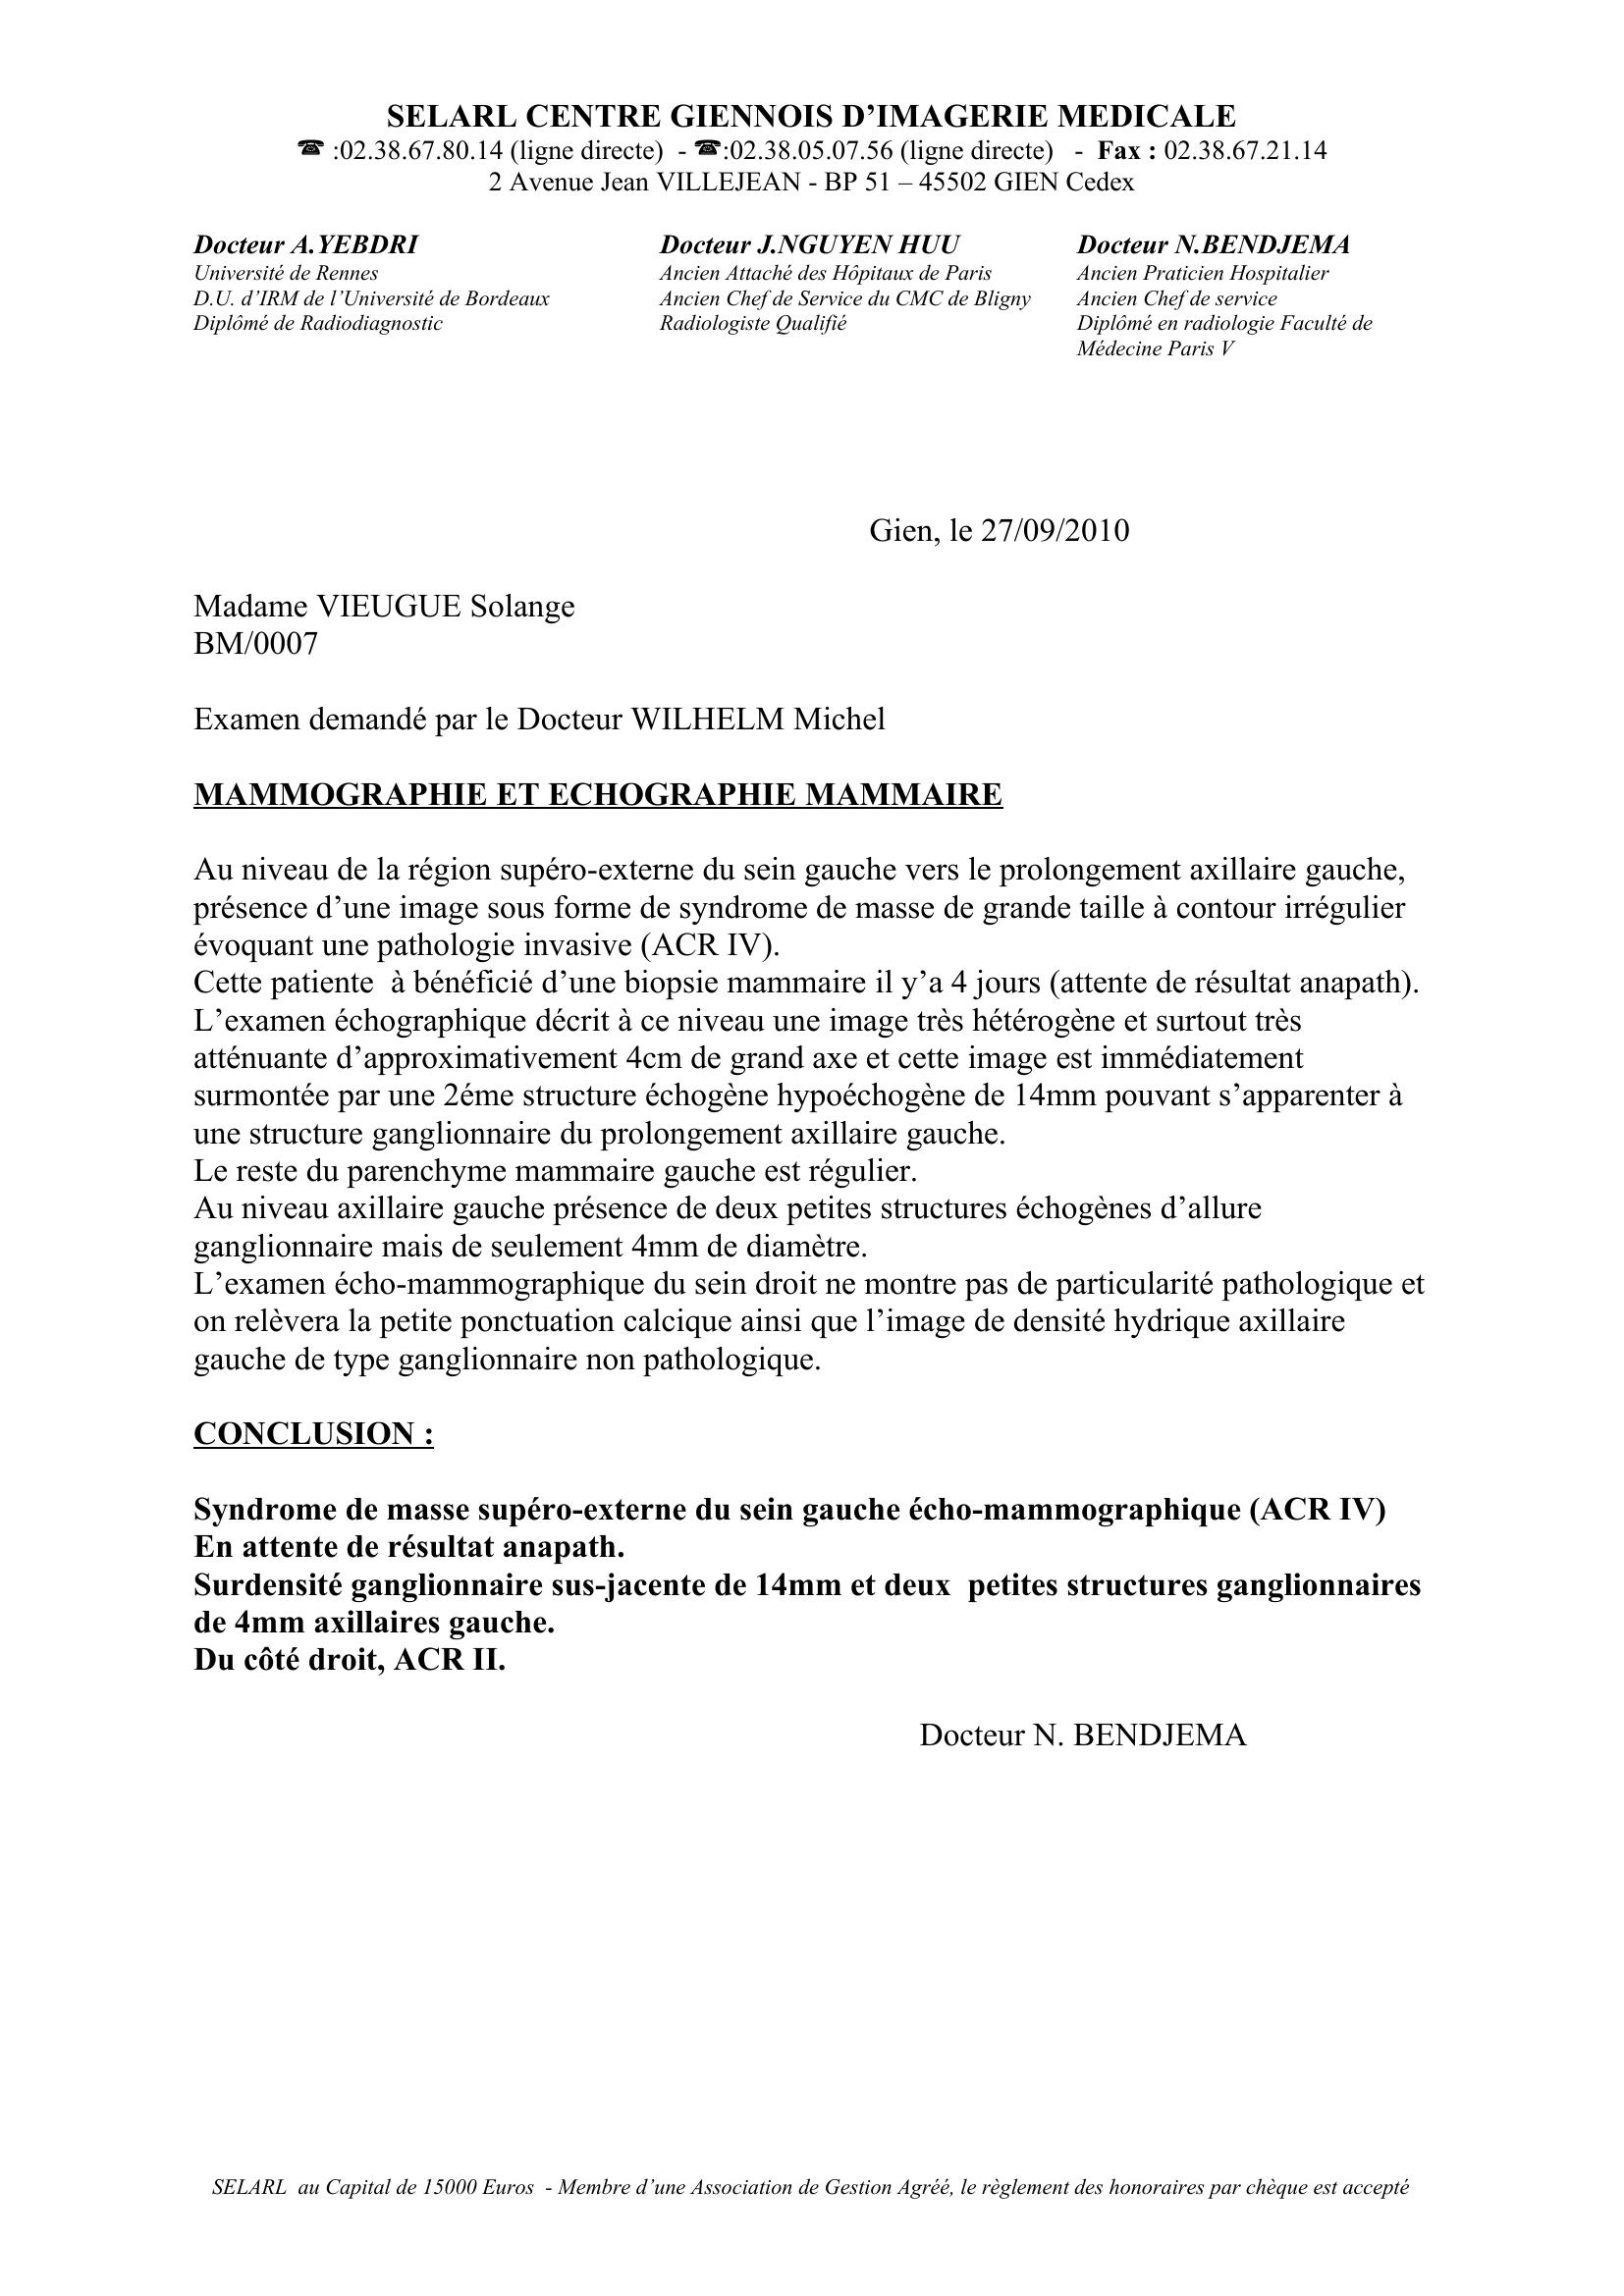 SELARL CENTRE GIENNOIS D’IMAGERIE MEDICALE
☎ :02.38.67.80.14 (ligne directe) - ☎:02.38.05.07.56 (ligne directe) - Fax : 02.38.67.21.14
2 Avenue Jean VILLEJEAN - BP 51 – 45502 GIEN Cedex
Docteur A.YEBDRI
Université de Rennes
D.U. d’IRM de l’Université de Bordeaux
Diplômé de Radiodiagnostic
Docteur J.NGUYEN HUU
Ancien Attaché des Hôpitaux de Paris
Ancien Chef de Service du CMC de Bligny
Radiologiste Qualifié
Docteur N.BENDJEMA
Ancien Praticien Hospitalier
Ancien Chef de service
Diplômé en radiologie Faculté de
Médecine Paris V
Gien, le 27/09/2010
Madame VIEUGUE Solange
BM/0007
Examen demandé par le Docteur WILHELM Michel
MAMMOGRAPHIE ET ECHOGRAPHIE MAMMAIRE
Au niveau de la région supéro-externe du sein gauche vers le prolongement axillaire gauche,
présence d’une image sous forme de syndrome de masse de grande taille à contour irrégulier
évoquant une pathologie invasive (ACR IV).
Cette patiente à bénéficié d’une biopsie mammaire il y’a 4 jours (attente de résultat anapath).
L’examen échographique décrit à ce niveau une image très hétérogène et surtout très
atténuante d’approximativement 4cm de grand axe et cette image est immédiatement
surmontée par une 2éme structure échogène hypoéchogène de 14mm pouvant s’apparenter à
une structure ganglionnaire du prolongement axillaire gauche.
Le reste du parenchyme mammaire gauche est régulier.
Au niveau axillaire gauche présence de deux petites structures échogènes d’allure
ganglionnaire mais de seulement 4mm de diamètre.
L’examen écho-mammographique du sein droit ne montre pas de particularité pathologique et
on relèvera la petite ponctuation calcique ainsi que l’image de densité hydrique axillaire
gauche de type ganglionnaire non pathologique.
CONCLUSION :
Syndrome de masse supéro-externe du sein gauche écho-mammographique (ACR IV)
En attente de résultat anapath.
Surdensité ganglionnaire sus-jacente de 14mm et deux petites structures ganglionnaires
de 4mm axillaires gauche.
Du côté droit, ACR II.
Docteur N. BENDJEMA
SELARL au Capital de 15000 Euros - Membre d’une Association de Gestion Agréé, le règlement des honoraires par chèque est accepté